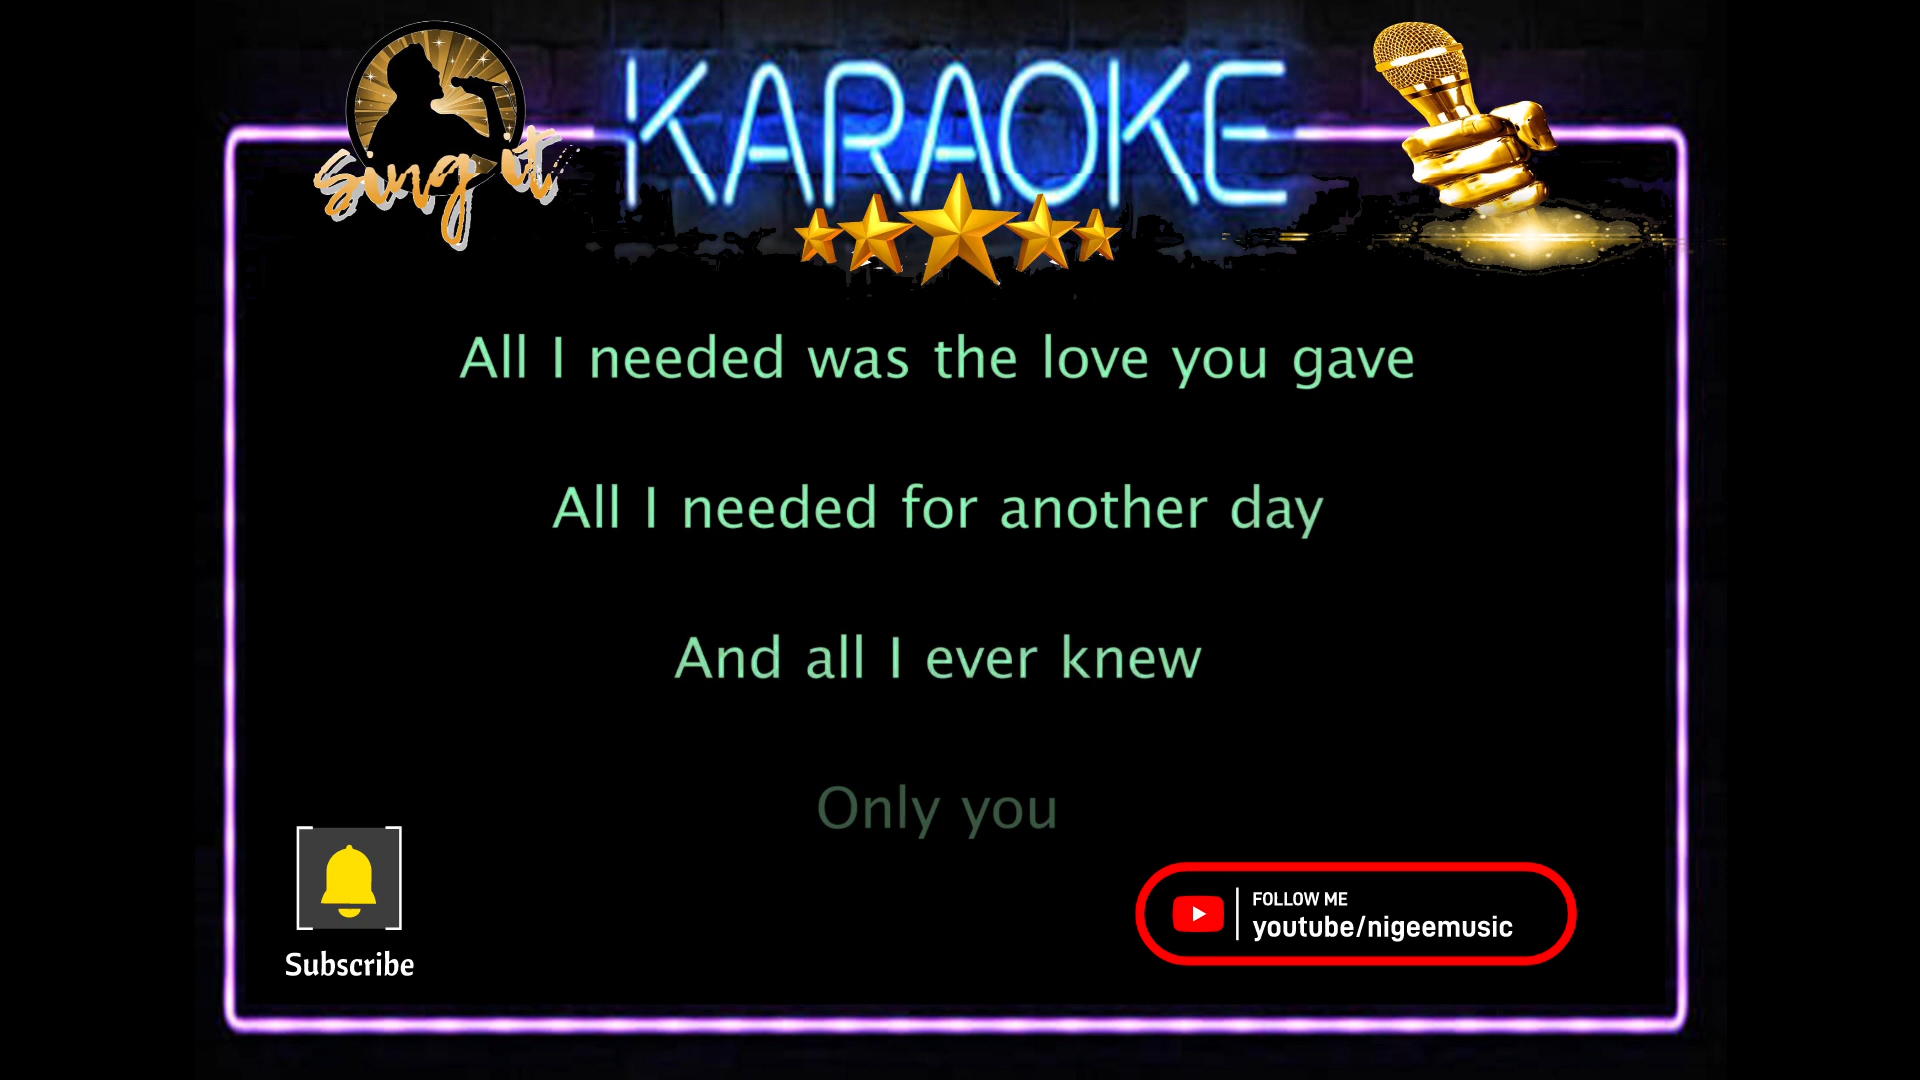 sing it
KARAOKE
All I needed was the love you gave
All I needed for another day
And all I ever knew
Only you
Subscribe
FOLLOW ME
youtube/nigeemusic